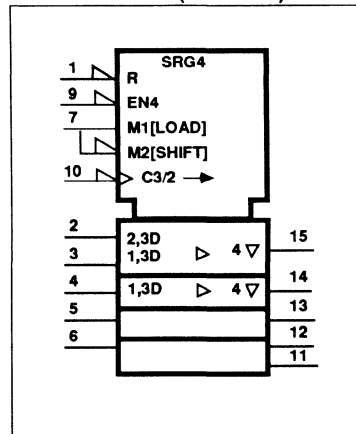 SRG4
1 R
9 EN4
7 M1[LOAD]
M2[SHIFT]
10 C3/2 →
2 2,3D 15
3 1,3D ▷ 4 ▽
4 1,3D ▷ 4 ▽ 14
5 13
6 12
11